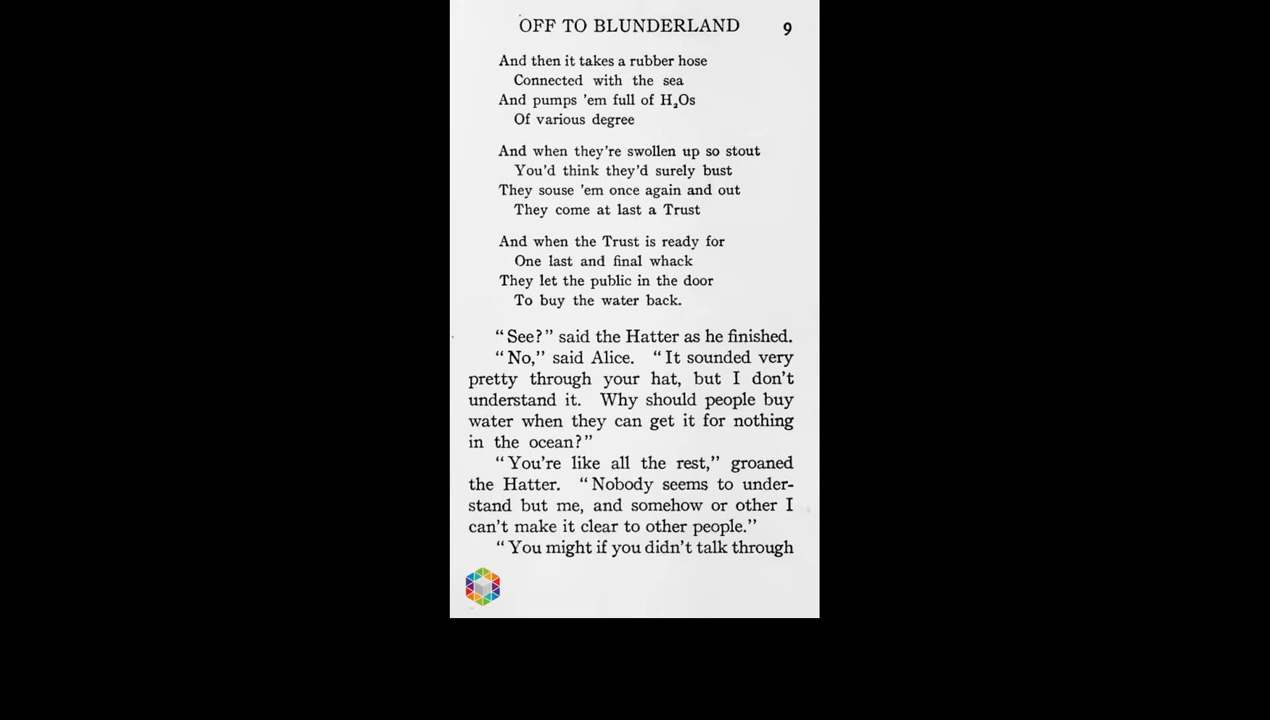 OFF TO BLUNDERLAND 9
And then it takes a rubber hose
Connected with the sea
And pumps 'em full of H₂Os
Of various degree
And when they're swollen up so stout
You'd think they'd surely bust
They souse 'em once again and out
They come at last a Trust
And when the Trust is ready for
One last and final whack
They let the public in the door
To buy the water back.
"See?" said the Hatter as he finished.
"No," said Alice. "It sounded very
pretty through your hat, but I don't
understand it. Why should people buy
water when they can get it for nothing
in the ocean?"
"You're like all the rest," groaned
the Hatter. "Nobody seems to under-
stand but me, and somehow or other I
can't make it clear to other people."
"You might if you didn't talk through